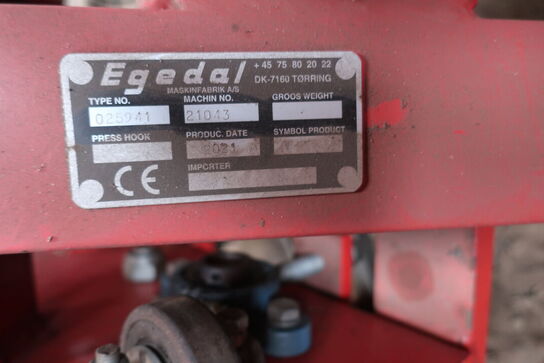 Egedal
MASKINFABRIK A/S
+45 75 80 20 22
DK-7160 TØRRING
TYPE NO. MACHIN NO. GROOS WEIGHT
025941 21043
PRESS HOOK PRODUC. DATE SYMBOL PRODUCT
2021
IMPORTER
CE